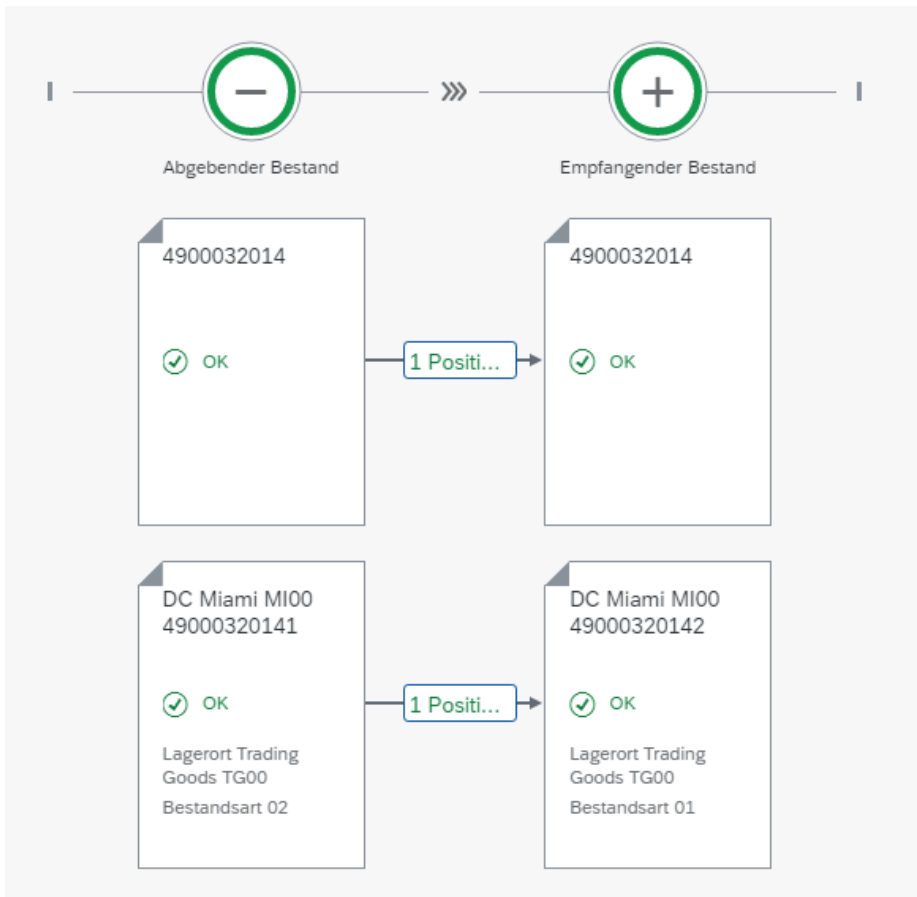 Abgebender Bestand
Empfangender Bestand
4900032014
4900032014
OK
1 Positi...
OK
DC Miami MI00
49000320141
DC Miami MI00
49000320142
OK
1 Positi...
OK
Lagerort Trading
Goods TG00
Bestandsart 02
Lagerort Trading
Goods TG00
Bestandsart 01